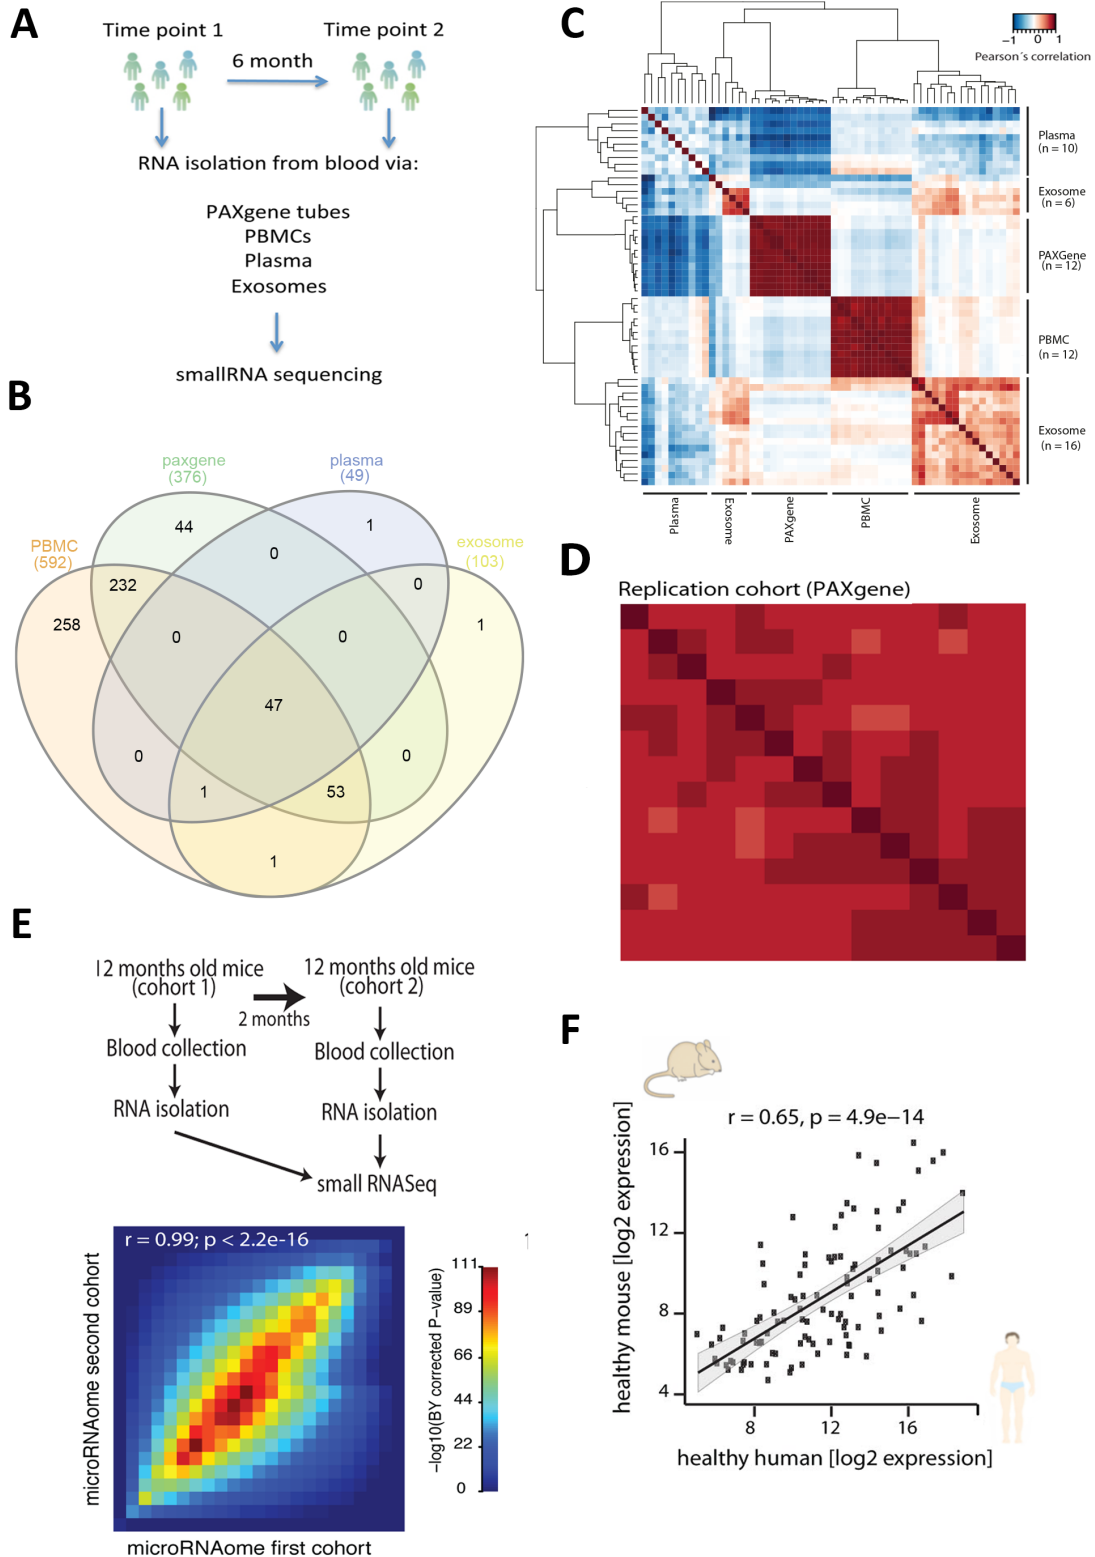 A
Time point 1
Time point 2
6 month
RNA isolation from blood via:
PAXgene tubes
PBMCs
Plasma
Exosomes
smallRNA sequencing
B
paxgene
(376)
plasma
(49)
PBMC
(592)
exosome
(103)
44
0
1
232
0
258
0
0
1
47
0
0
1
53
1
C
−1 0 1
Pearson´s correlation
Plasma
(n = 10)
Exosome
(n = 6)
PAXGene
(n = 12)
PBMC
(n = 12)
Exosome
(n = 16)
Plasma
Exosome
PAXgene
PBMC
Exosome
D
Replication cohort (PAXgene)
E
12 months old mice
(cohort 1)
12 months old mice
(cohort 2)
2 months
Blood collection
Blood collection
RNA isolation
RNA isolation
small RNASeq
r = 0.99; p < 2.2e-16
microRNAome second cohort
microRNAome first cohort
−log10(BY corrected P−value)
111
89
66
44
22
0
F
r = 0.65, p = 4.9e−14
healthy mouse [log2 expression]
16
12
8
4
8 12 16
healthy human [log2 expression]